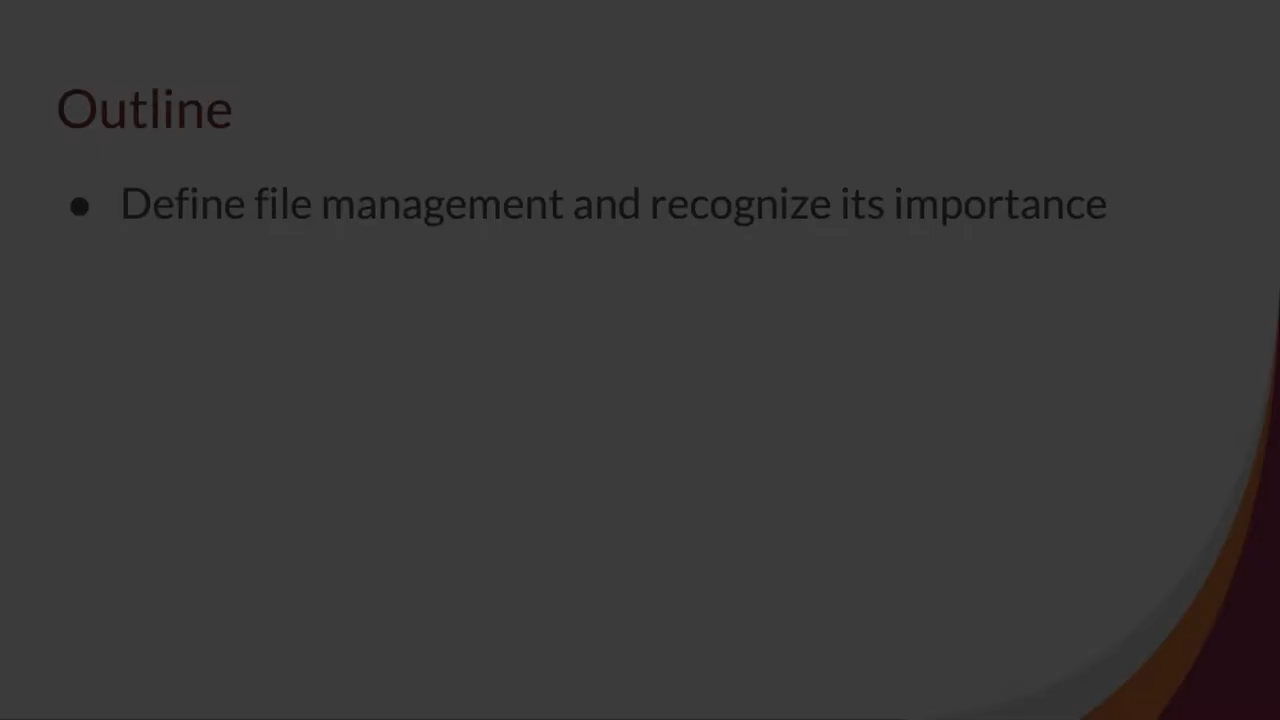 Outline
● Define file management and recognize its importance